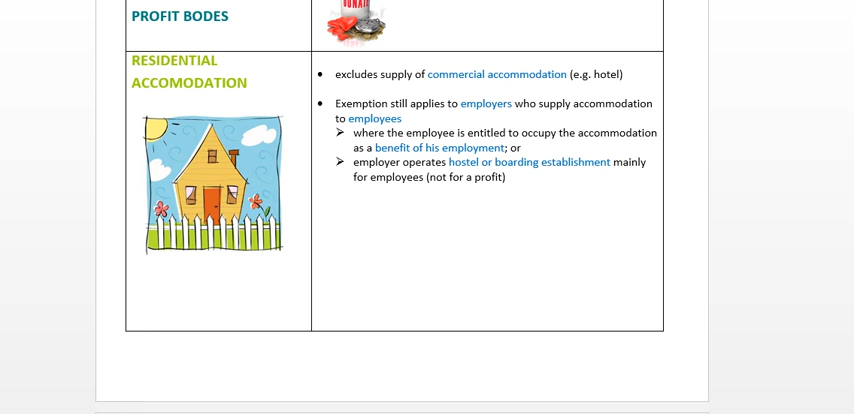 DONATE
PROFIT BODES
RESIDENTIAL
ACCOMODATION
• excludes supply of commercial accommodation (e.g. hotel)
• Exemption still applies to employers who supply accommodation
to employees
➢ where the employee is entitled to occupy the accommodation
as a benefit of his employment; or
➢ employer operates hostel or boarding establishment mainly
for employees (not for a profit)